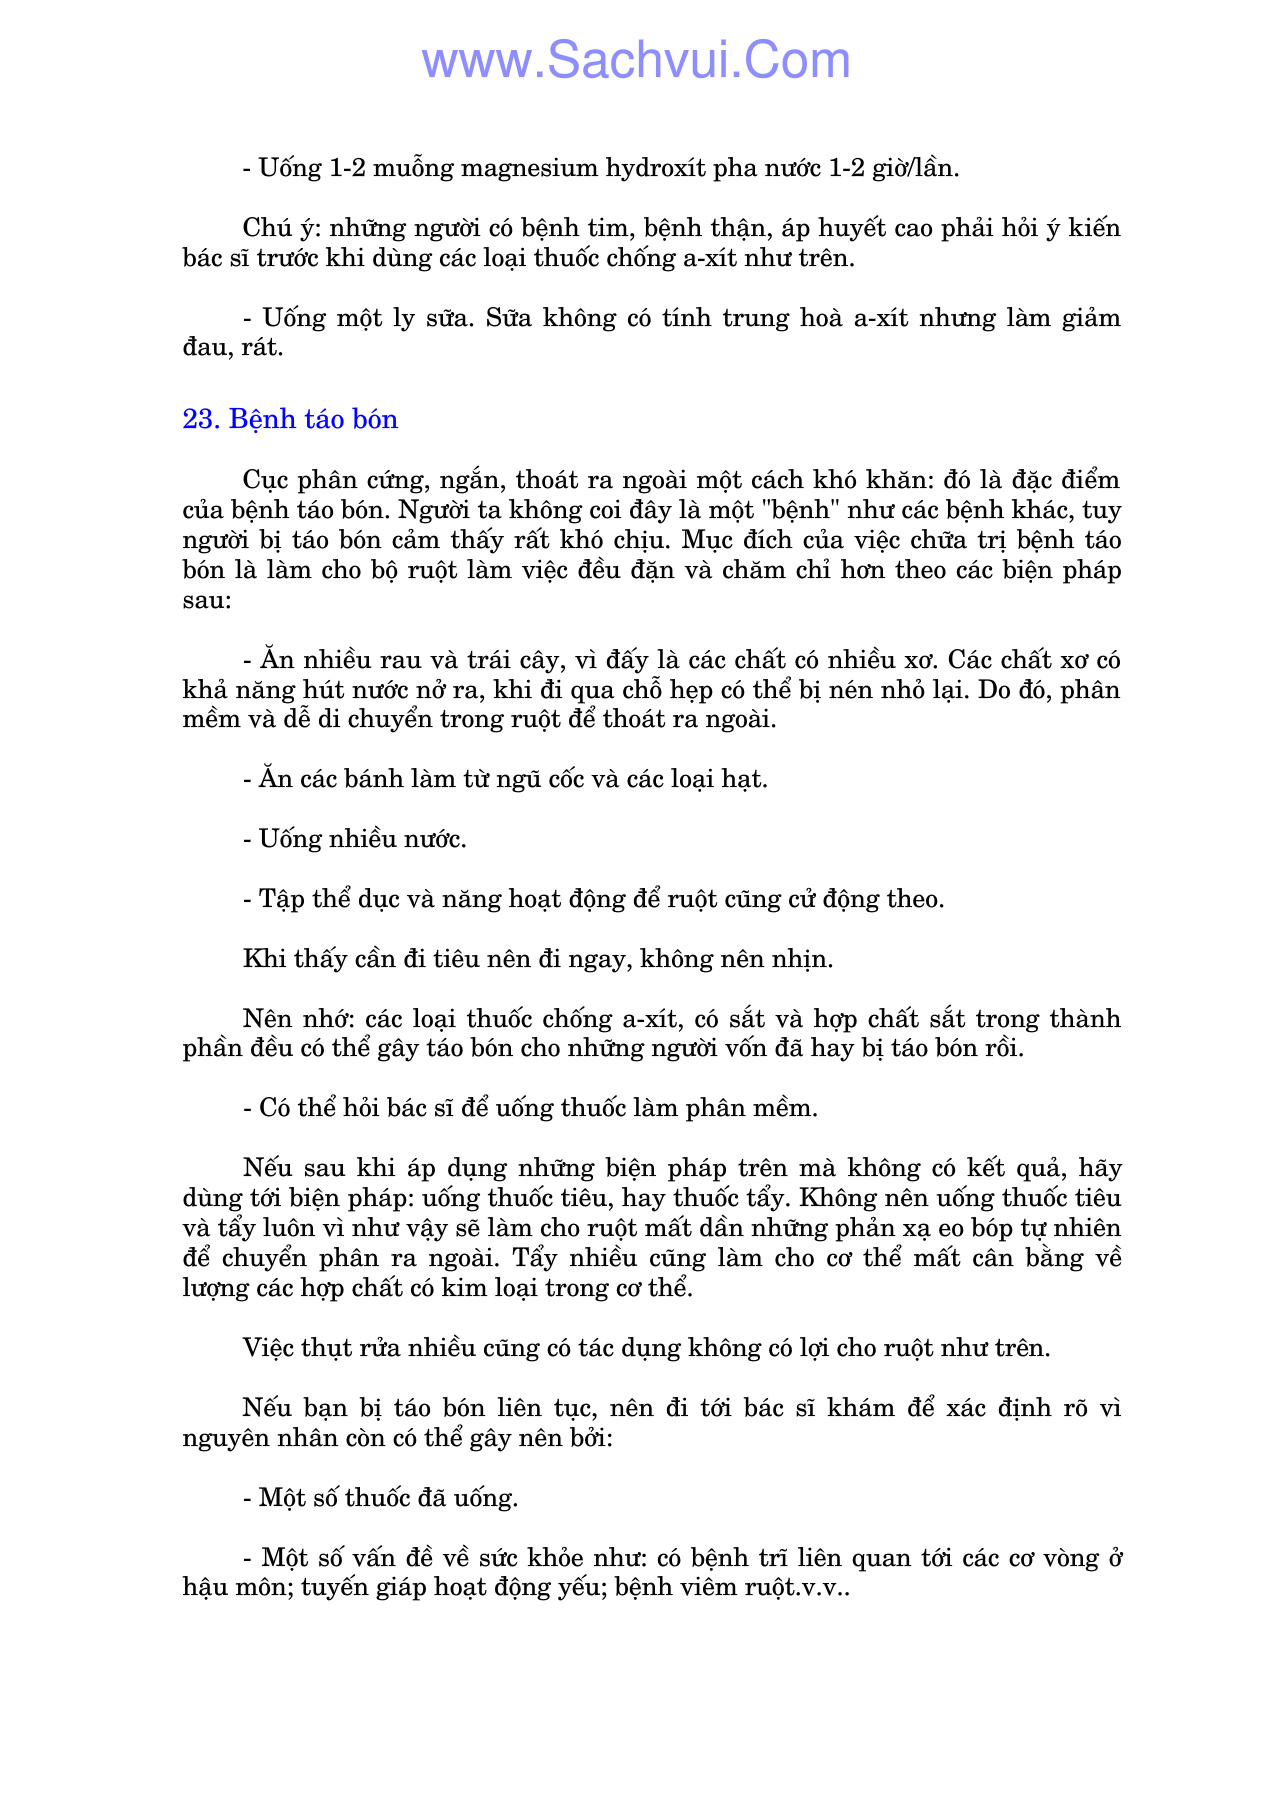 www.Sachvui.Com
- Uống 1-2 muỗng magnesium hydroxít pha nước 1-2 giờ/lần.
Chú ý: những người có bệnh tim, bệnh thận, áp huyết cao phải hỏi ý kiến
bác sĩ trước khi dùng các loại thuốc chống a-xít như trên.
- Uống một ly sữa. Sữa không có tính trung hoà a-xít nhưng làm giảm
đau, rát.
23. Bệnh táo bón
Cục phân cứng, ngắn, thoát ra ngoài một cách khó khăn: đó là đặc điểm
của bệnh táo bón. Người ta không coi đây là một "bệnh" như các bệnh khác, tuy
người bị táo bón cảm thấy rất khó chịu. Mục đích của việc chữa trị bệnh táo
bón là làm cho bộ ruột làm việc đều đặn và chăm chỉ hơn theo các biện pháp
sau:
- Ăn nhiều rau và trái cây, vì đấy là các chất có nhiều xơ. Các chất xơ có
khả năng hút nước nở ra, khi đi qua chỗ hẹp có thể bị nén nhỏ lại. Do đó, phân
mềm và dễ di chuyển trong ruột để thoát ra ngoài.
- Ăn các bánh làm từ ngũ cốc và các loại hạt.
- Uống nhiều nước.
- Tập thể dục và năng hoạt động để ruột cũng cử động theo.
Khi thấy cần đi tiêu nên đi ngay, không nên nhịn.
Nên nhớ: các loại thuốc chống a-xít, có sắt và hợp chất sắt trong thành
phần đều có thể gây táo bón cho những người vốn đã hay bị táo bón rồi.
- Có thể hỏi bác sĩ để uống thuốc làm phân mềm.
Nếu sau khi áp dụng những biện pháp trên mà không có kết quả, hãy
dùng tới biện pháp: uống thuốc tiêu, hay thuốc tẩy. Không nên uống thuốc tiêu
và tẩy luôn vì như vậy sẽ làm cho ruột mất dần những phản xạ eo bóp tự nhiên
để chuyển phân ra ngoài. Tẩy nhiều cũng làm cho cơ thể mất cân bằng về
lượng các hợp chất có kim loại trong cơ thể.
Việc thụt rửa nhiều cũng có tác dụng không có lợi cho ruột như trên.
Nếu bạn bị táo bón liên tục, nên đi tới bác sĩ khám để xác định rõ vì
nguyên nhân còn có thể gây nên bởi:
- Một số thuốc đã uống.
- Một số vấn đề về sức khỏe như: có bệnh trĩ liên quan tới các cơ vòng ở
hậu môn; tuyến giáp hoạt động yếu; bệnh viêm ruột.v.v..